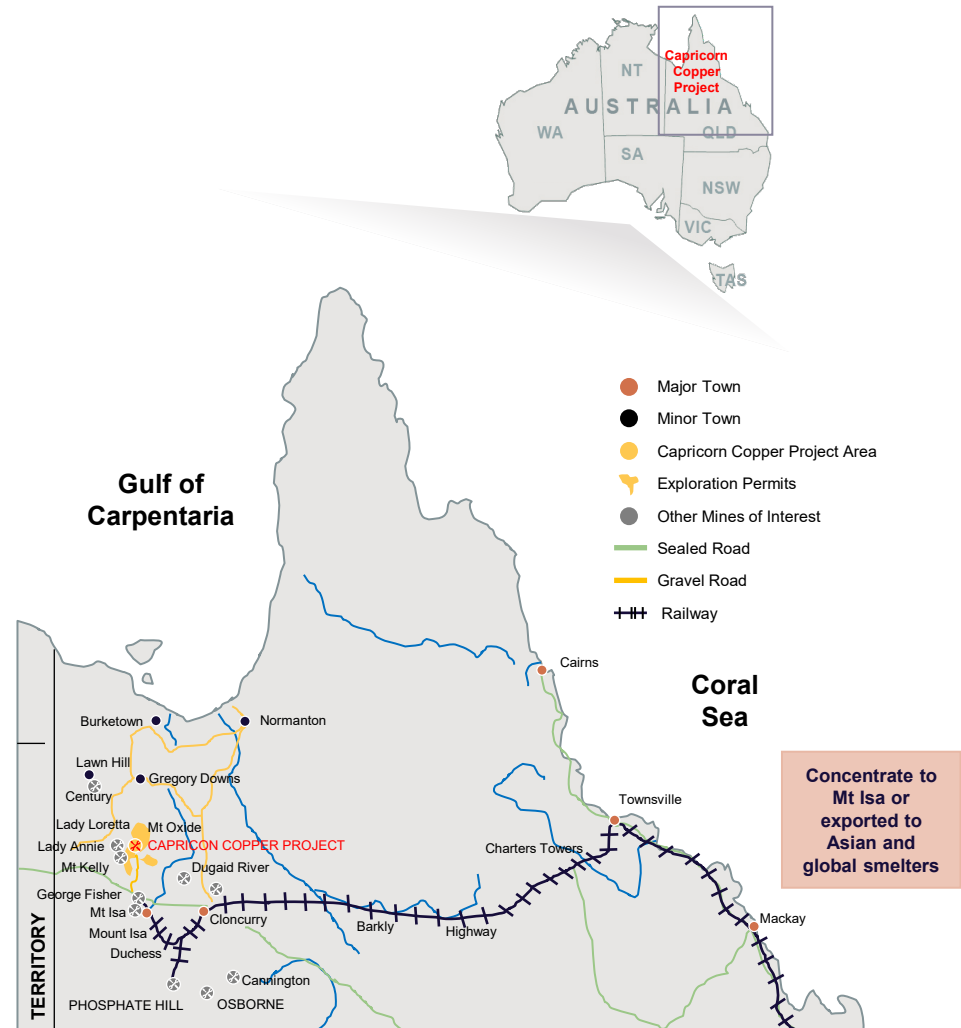 Capricorn
Copper
Project
NT
AUSTRALIA
WA
QLD
SA
NSW
VIC
TAS
Major Town
Minor Town
Capricorn Copper Project Area
Exploration Permits
Other Mines of Interest
Sealed Road
Gravel Road
Railway
Gulf of
Carpentaria
Cairns
Coral
Sea
Burketown
Normanton
Lawn Hill
Gregory Downs
Century
Concentrate to
Mt Isa or
exported to
Asian and
global smelters
Townsville
Lady Loretta
Mt Oxide
Lady Annie
CAPRICON COPPER PROJECT
Charters Towers
Mt Kelly
Dugaid River
George Fisher
Mt Isa
Cloncurry
Mackay
Barkly
Highway
Mount Isa
Duchess
TERRITORY
Cannington
PHOSPHATE HILL
OSBORNE